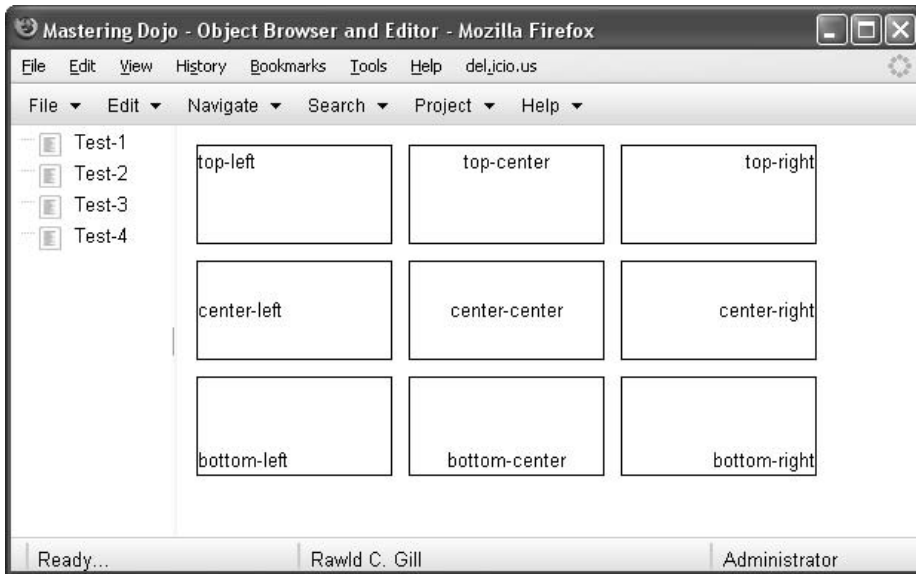 Mastering Dojo - Object Browser and Editor - Mozilla Firefox
File Edit View History Bookmarks Tools Help del.icio.us
File Edit Navigate Search Project Help
Test-1
Test-2
Test-3
Test-4
top-left top-center top-right
center-left center-center center-right
bottom-left bottom-center bottom-right
Ready... Rawld C. Gill Administrator